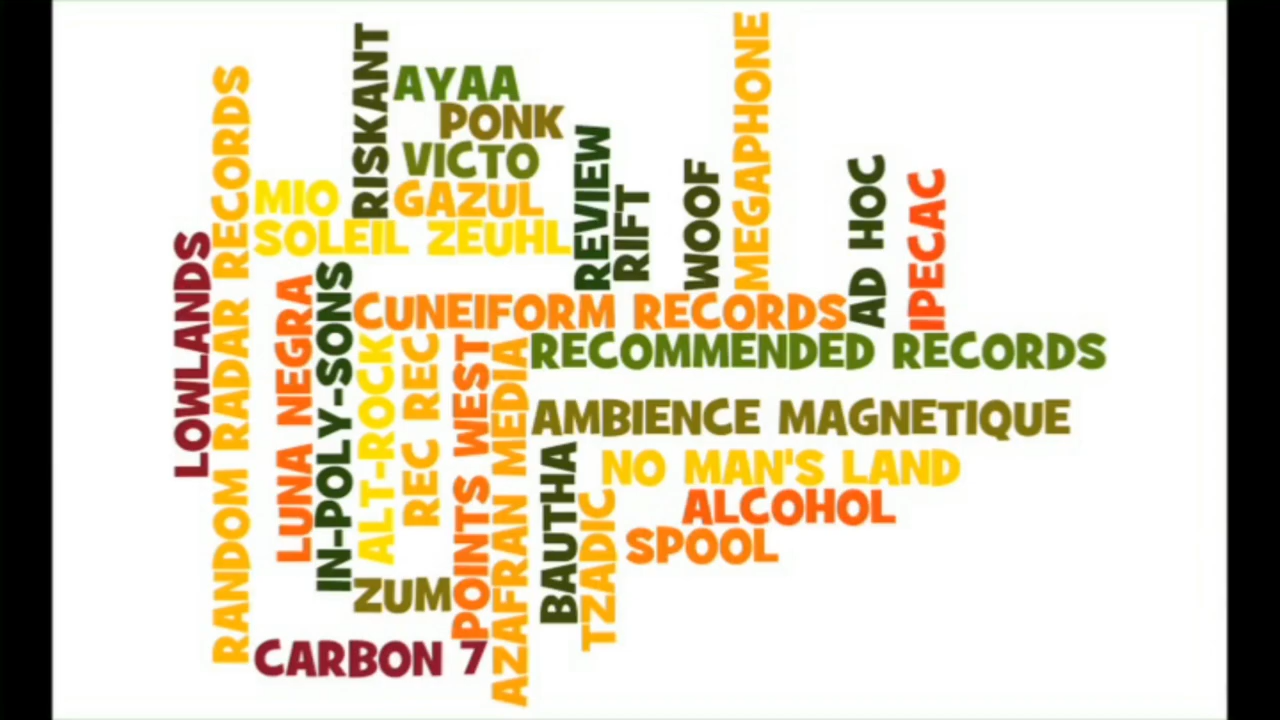 RISKANT
AYAA
PONK
VICTO
MIO
GAZUL
SOLEIL ZEUHL
REVIEW
RIFT
WOOF
MEGAPHONE
AD HOC
IPECAC
LOWLANDS
RANDOM RADAR RECORDS
LUNA NEGRA
IN-POLY-SONS
CUNEIFORM RECORDS
RECOMMENDED RECORDS
ALT-ROCK
REC REC
POINTS WEST
AZAFRAN MEDIA
AMBIENCE MAGNETIQUE
NO MAN'S LAND
BAUTHA
TZADIC
ALCOHOL
SPOOL
ZUM
CARBON 7